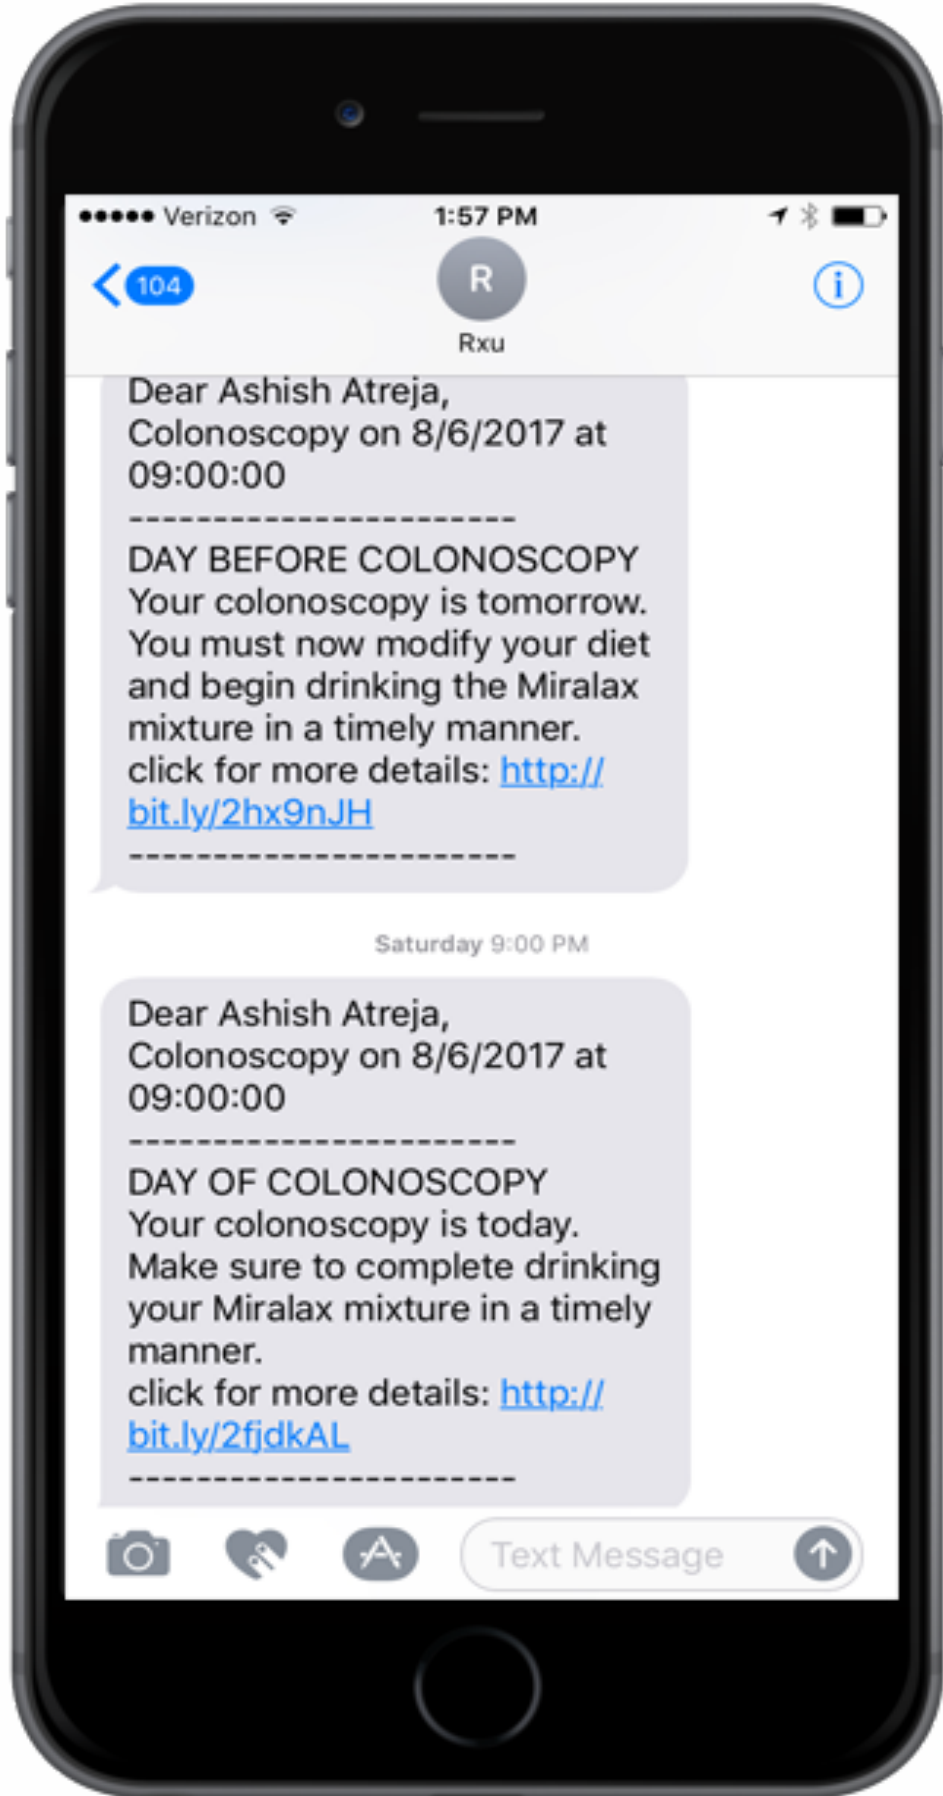 ●●●●● Verizon 1:57 PM
104
R
Rxu
Dear Ashish Atreja,
Colonoscopy on 8/6/2017 at
09:00:00
-----------------------
DAY BEFORE COLONOSCOPY
Your colonoscopy is tomorrow.
You must now modify your diet
and begin drinking the Miralax
mixture in a timely manner.
click for more details: http://
bit.ly/2hx9nJH
-----------------------
Saturday 9:00 PM
Dear Ashish Atreja,
Colonoscopy on 8/6/2017 at
09:00:00
-----------------------
DAY OF COLONOSCOPY
Your colonoscopy is today.
Make sure to complete drinking
your Miralax mixture in a timely
manner.
click for more details: http://
bit.ly/2fjdkAL
-----------------------
Text Message